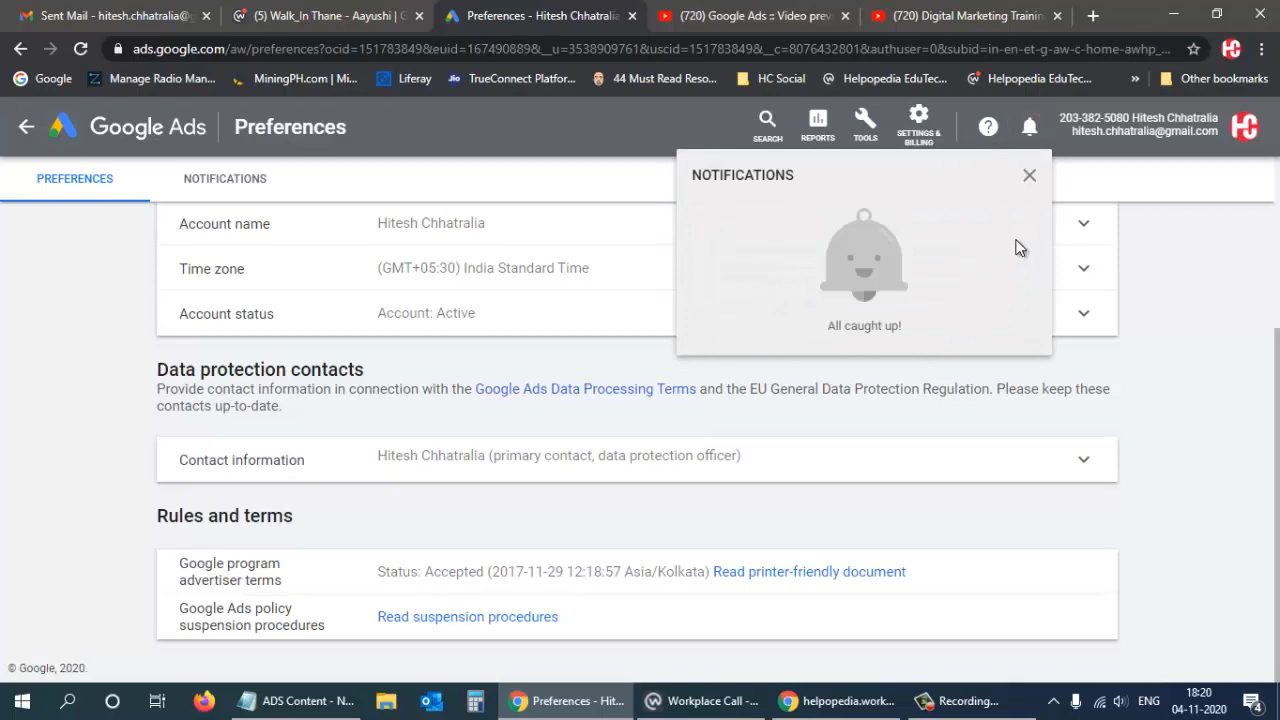 Sent Mail - hitesh.chhatralia@g
(5) Walk_In Thane - Aayushi | G
Preferences - Hitesh Chhatralia
(720) Google Ads :: Video prev
(720) Digital Marketing Training
ads.google.com/aw/preferences?ocid=151783849&euid=167490889&__u=3538909761&uscid=151783849&__c=8076432801&authuser=0&subid=in-en-et-g-aw-c-home-awhp_...
Google
Manage Radio Man...
MiningPH.com | Mi...
Liferay
TrueConnect Platfor...
44 Must Read Resou...
HC Social
Helpopedia EduTec...
Helpopedia EduTec...
»
Other bookmarks
Google Ads
Preferences
SEARCH
REPORTS
TOOLS
SETTINGS & BILLING
203-382-5080 Hitesh Chhatralia
hitesh.chhatralia@gmail.com
PREFERENCES
NOTIFICATIONS
NOTIFICATIONS
All caught up!
Account name
Hitesh Chhatralia
Time zone
(GMT+05:30) India Standard Time
Account status
Account: Active
Data protection contacts
Provide contact information in connection with the Google Ads Data Processing Terms and the EU General Data Protection Regulation. Please keep these
contacts up-to-date.
Contact information
Hitesh Chhatralia (primary contact, data protection officer)
Rules and terms
Google program
advertiser terms
Status: Accepted (2017-11-29 12:18:57 Asia/Kolkata) Read printer-friendly document
Google Ads policy
suspension procedures
Read suspension procedures
© Google, 2020.
ADS Content - N...
Preferences - Hit...
Workplace Call -...
helpopedia.work...
Recording...
ENG
18:20
04-11-2020
4